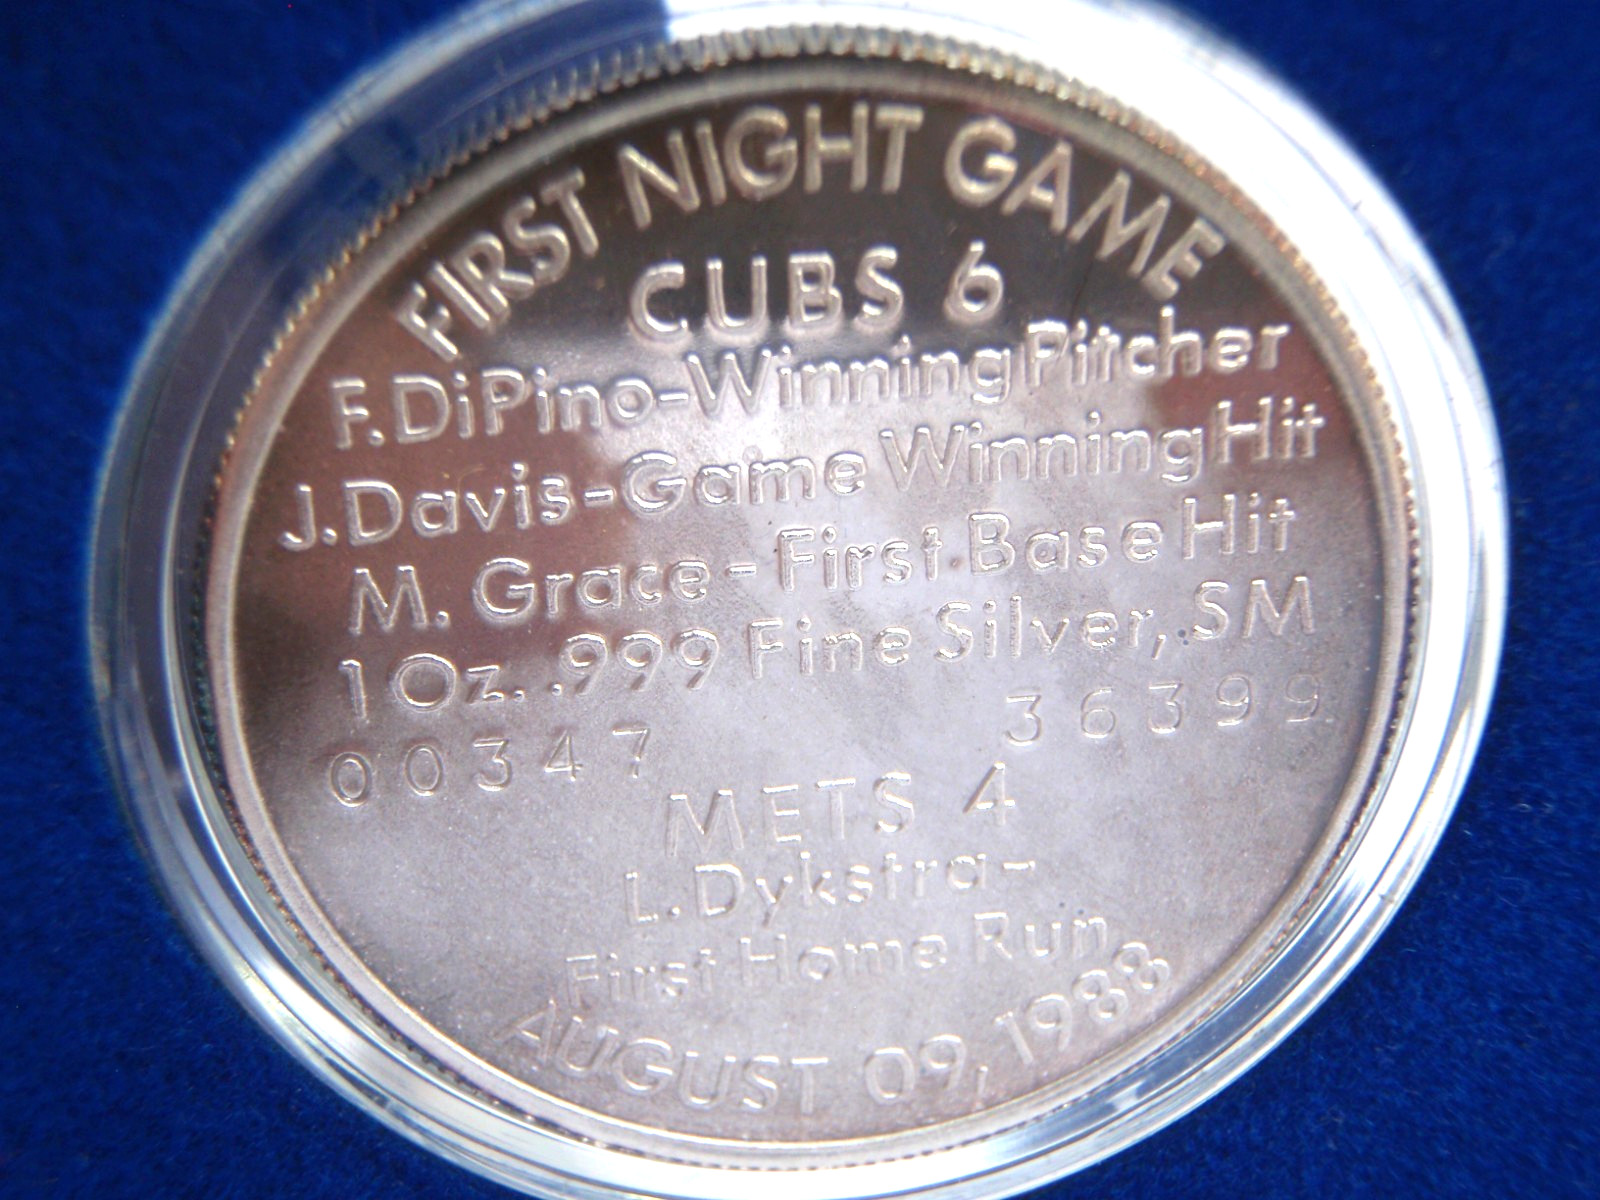 FIRST NIGHT GAME
CUBS 6
F. DiPino-Winning Pitcher
J. Davis-Game Winning Hit
M. Grace-First Base Hit
1 Oz. .999 Fine Silver, SM
00347 36399
METS 4
L. Dykstra-
First Home Run
AUGUST 09, 1988